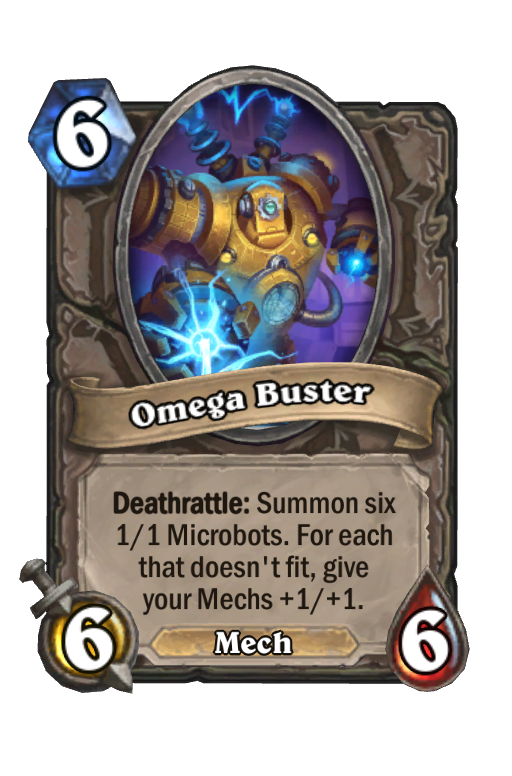 6
Omega Buster
Deathrattle: Summon six
1/1 Microbots. For each
that doesn't fit, give
your Mechs +1/+1.
6
Mech
6